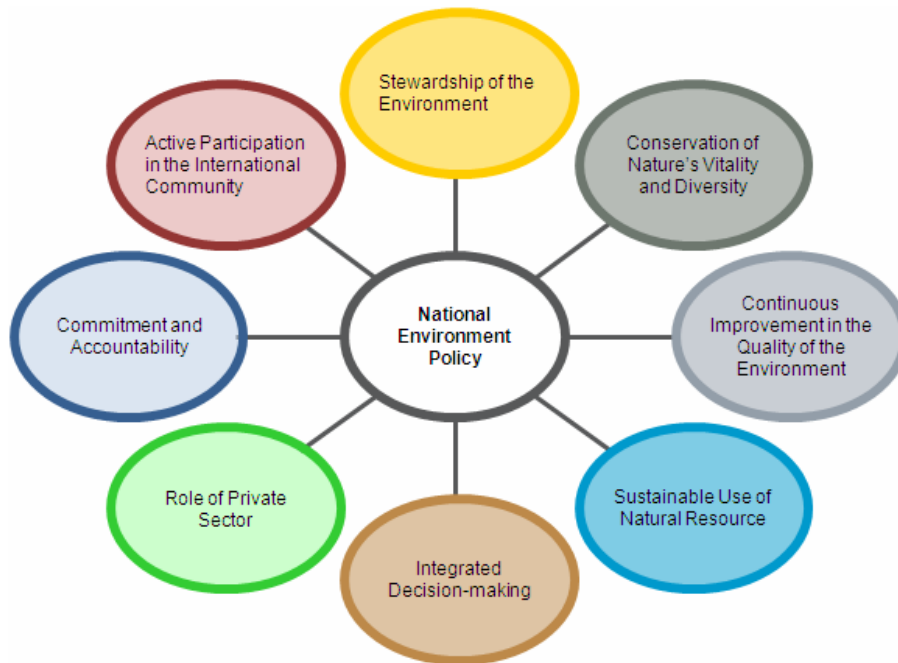 Stewardship of the
Environment
Conservation of
Nature's Vitality
and Diversity
Continuous
Improvement in the
Quality of the
Environment
Sustainable Use of
Natural Resource
Integrated
Decision-making
Role of Private
Sector
Commitment and
Accountability
Active Participation
in the International
Community
National
Environment
Policy